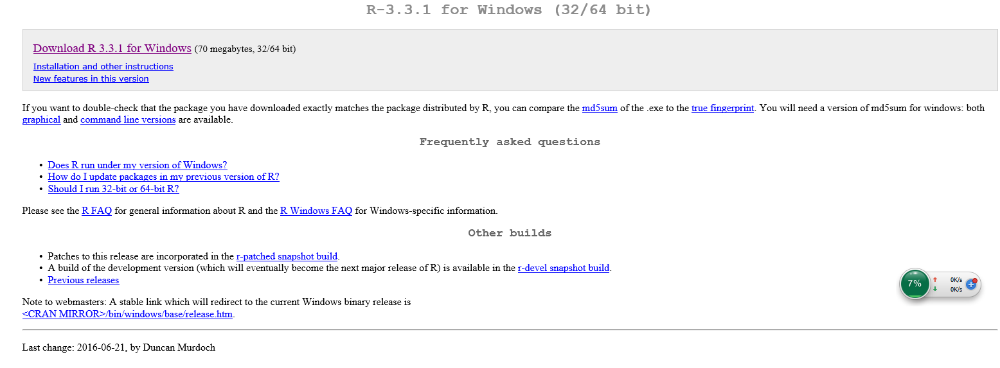 R-3.3.1 for Windows (32/64 bit)
Download R 3.3.1 for Windows (70 megabytes, 32/64 bit)
Installation and other instructions
New features in this version
If you want to double-check that the package you have downloaded exactly matches the package distributed by R, you can compare the md5sum of the .exe to the true fingerprint. You will need a version of md5sum for windows: both
graphical and command line versions are available.
Frequently asked questions
• Does R run under my version of Windows?
• How do I update packages in my previous version of R?
• Should I run 32-bit or 64-bit R?
Please see the R FAQ for general information about R and the R Windows FAQ for Windows-specific information.
Other builds
• Patches to this release are incorporated in the r-patched snapshot build.
• A build of the development version (which will eventually become the next major release of R) is available in the r-devel snapshot build.
• Previous releases
7%
↑ 0K/s
↓ 0K/s
Note to webmasters: A stable link which will redirect to the current Windows binary release is
<CRAN MIRROR>/bin/windows/base/release.htm.
Last change: 2016-06-21, by Duncan Murdoch